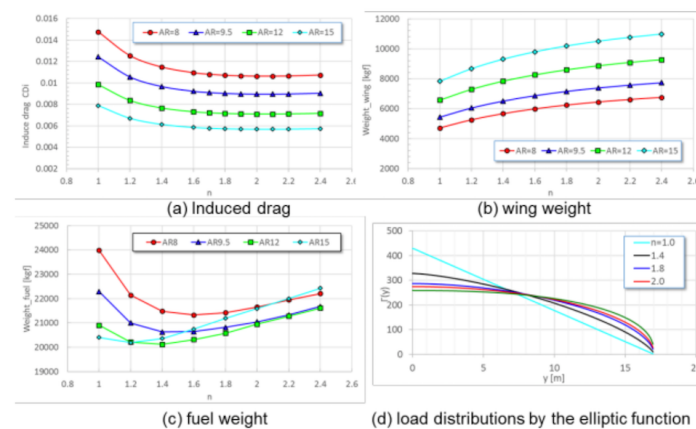 0.016
0.014
0.012
0.01
0.008
0.006
0.004
0.002
Induce drag CDi
AR=8 AR=9.5 AR=12 AR=15
0.8 1 1.2 1.4 1.6 1.8 2 2.2 2.4 2.6
n
(a) Induced drag
12000
10000
8000
6000
4000
2000
Weight_wing [kgf]
AR=8 AR=9.5 AR=12 AR=15
0.8 1 1.2 1.4 1.6 1.8 2 2.2 2.4 2.6
n
(b) wing weight
25000
24000
23000
22000
21000
20000
19000
Weight_fuel [kgf]
AR8 AR9.5 AR12 AR15
0.8 1 1.2 1.4 1.6 1.8 2 2.2 2.4 2.6
n
(c) fuel weight
500
400
300
200
100
0
n=1.0
1.4
1.8
2.0
0 5 10 15
y [m]
(d) load distributions by the elliptic function